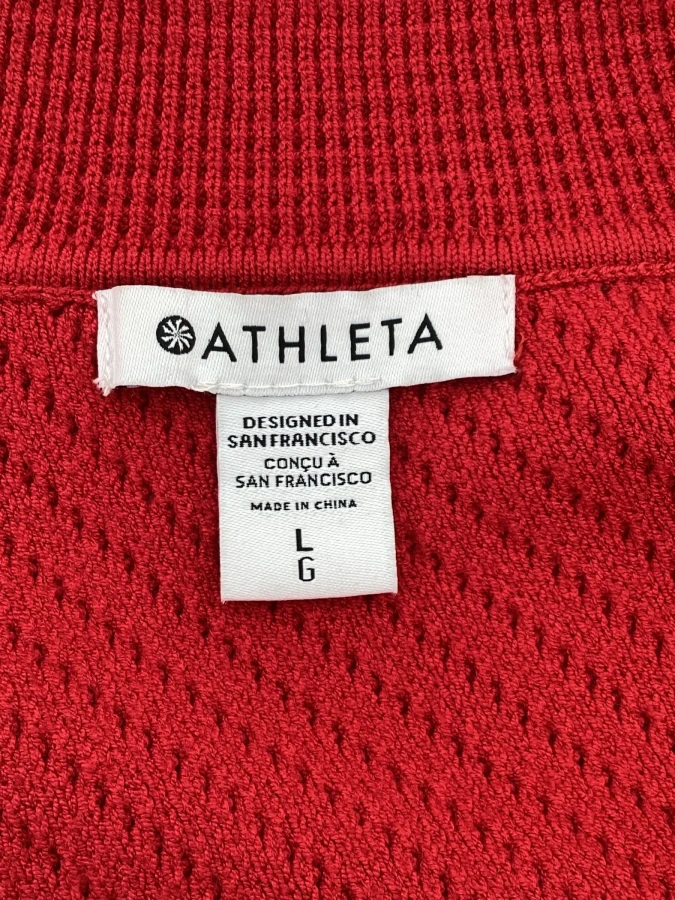 ATHLETA
DESIGNED IN
SAN FRANCISCO
CONÇU À
SAN FRANCISCO
MADE IN CHINA
L
G